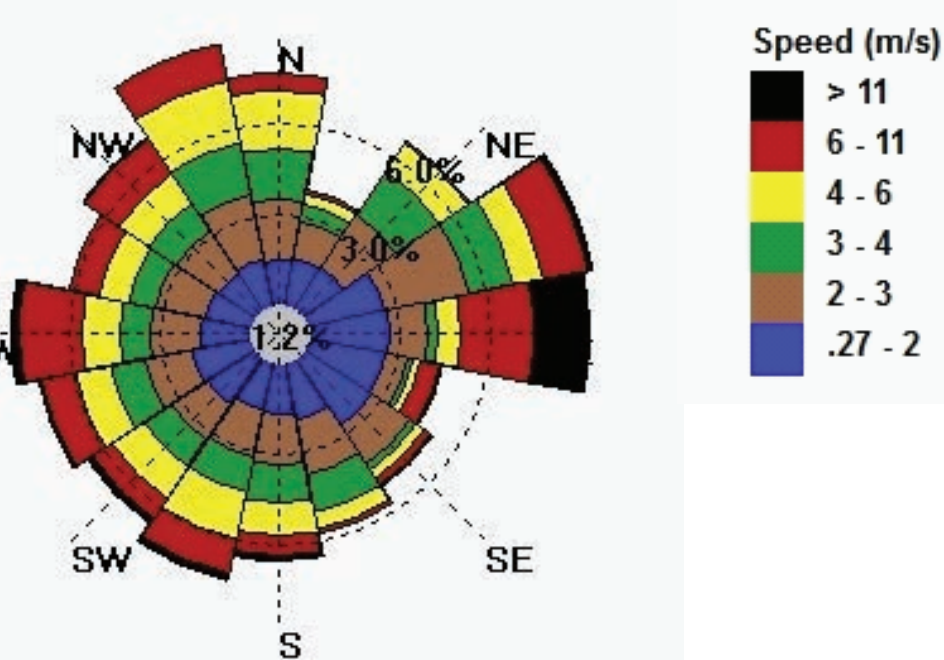 N
Speed (m/s)
> 11
6 - 11
4 - 6
3 - 4
2 - 3
.27 - 2
NW
NE
6.0%
3.0%
1.2%
SW
SE
S